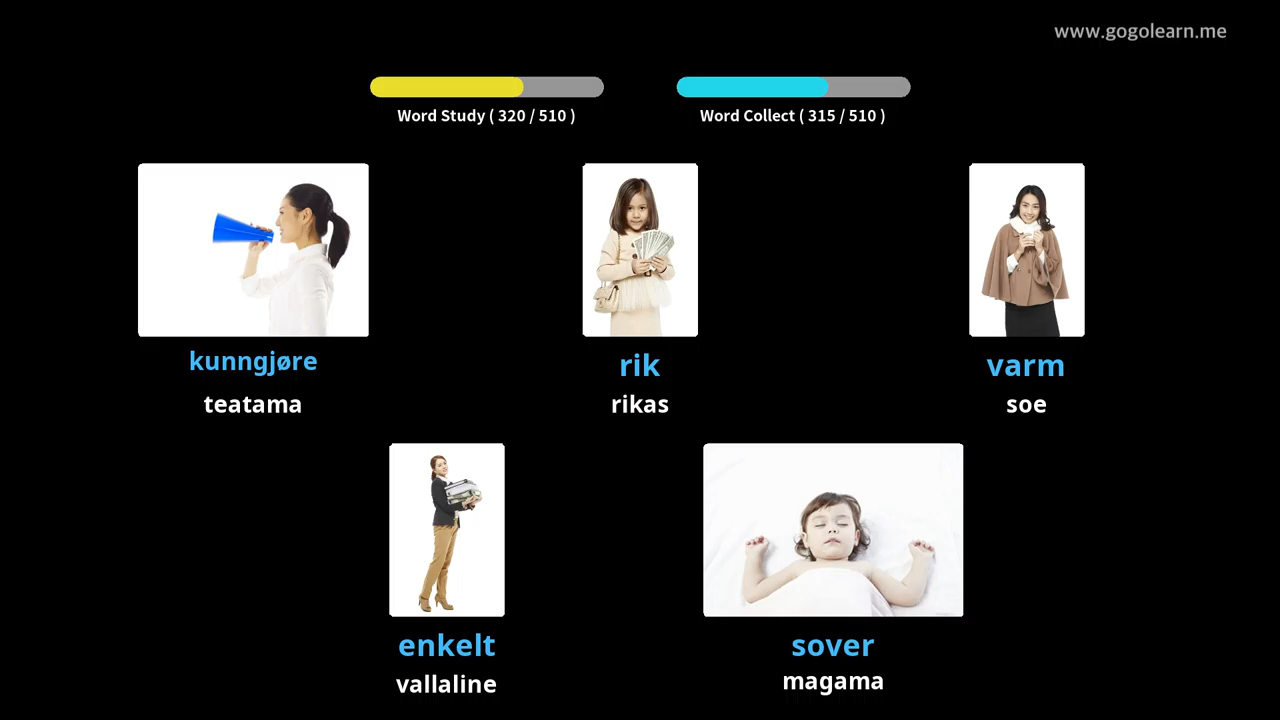 www.gogolearn.me
Word Study ( 320 / 510 )
Word Collect ( 315 / 510 )
kunngjøre
teatama
rik
rikas
varm
soe
enkelt
vallaline
sover
magama